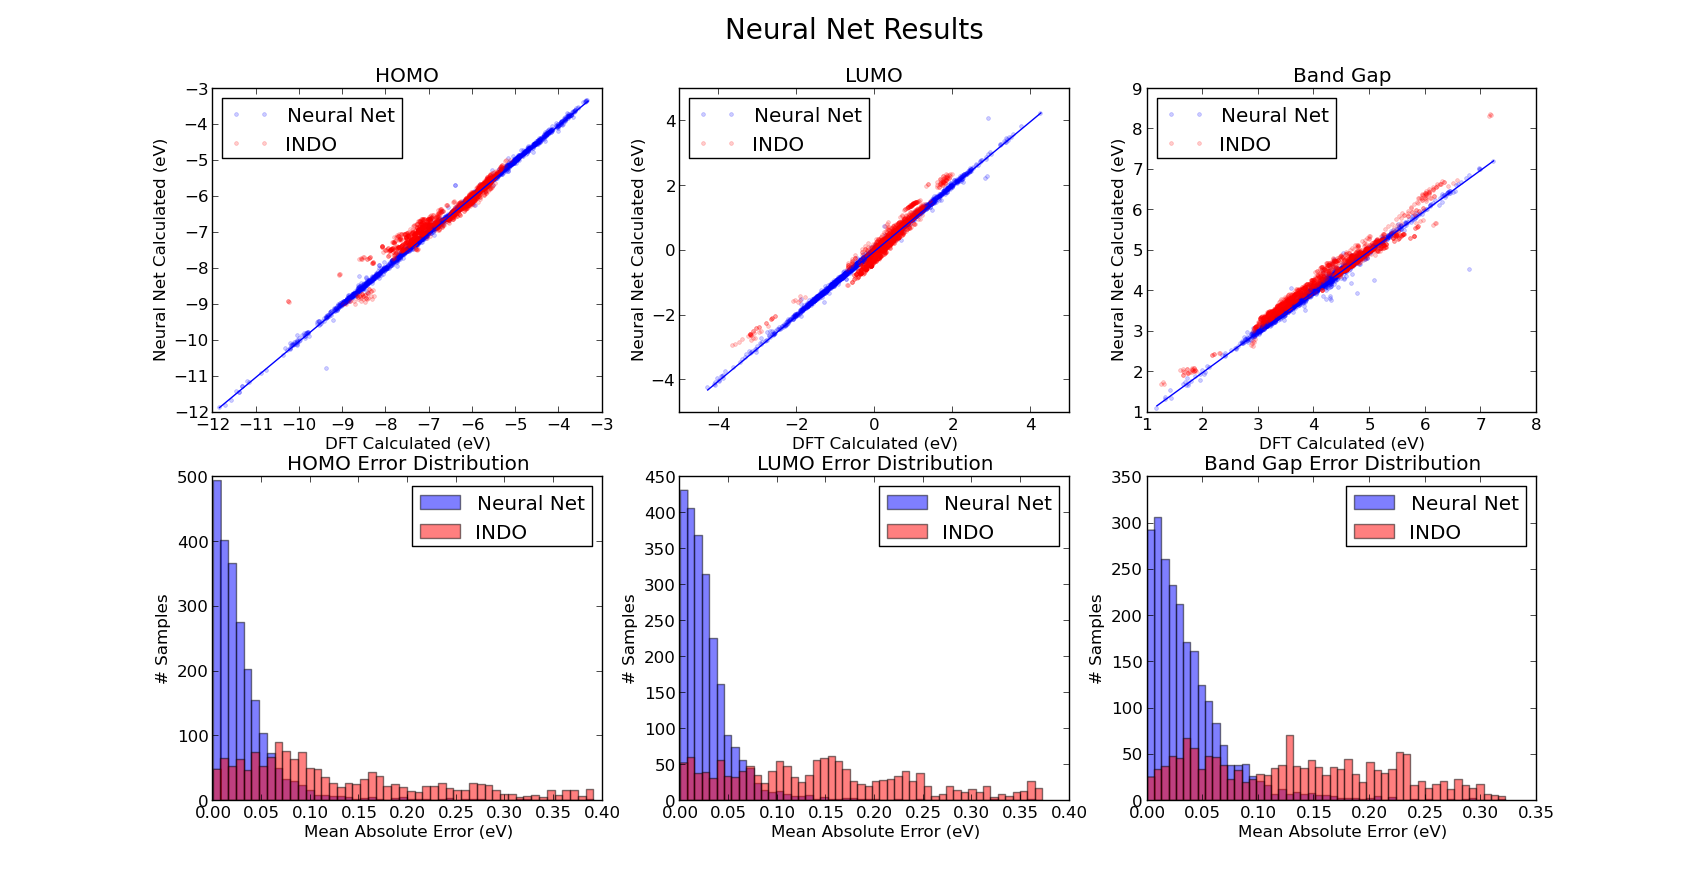 Neural Net Results
HOMO
−3
−4
−5
−6
−7
−8
−9
−10
−11
−12
Neural Net Calculated (eV)
Neural Net
INDO
−12 −11 −10 −9 −8 −7 −6 −5 −4 −3
DFT Calculated (eV)
LUMO
4
2
0
−2
−4
Neural Net Calculated (eV)
Neural Net
INDO
−4 −2 0 2 4
DFT Calculated (eV)
Band Gap
9
8
7
6
5
4
3
2
1
Neural Net Calculated (eV)
Neural Net
INDO
1 2 3 4 5 6 7 8
DFT Calculated (eV)
HOMO Error Distribution
500
400
300
200
100
0
# Samples
Neural Net
INDO
0.00 0.05 0.10 0.15 0.20 0.25 0.30 0.35 0.40
Mean Absolute Error (eV)
LUMO Error Distribution
450
400
350
300
250
200
150
100
50
0
# Samples
Neural Net
INDO
0.00 0.05 0.10 0.15 0.20 0.25 0.30 0.35 0.40
Mean Absolute Error (eV)
Band Gap Error Distribution
350
300
250
200
150
100
50
0
# Samples
Neural Net
INDO
0.00 0.05 0.10 0.15 0.20 0.25 0.30 0.35
Mean Absolute Error (eV)